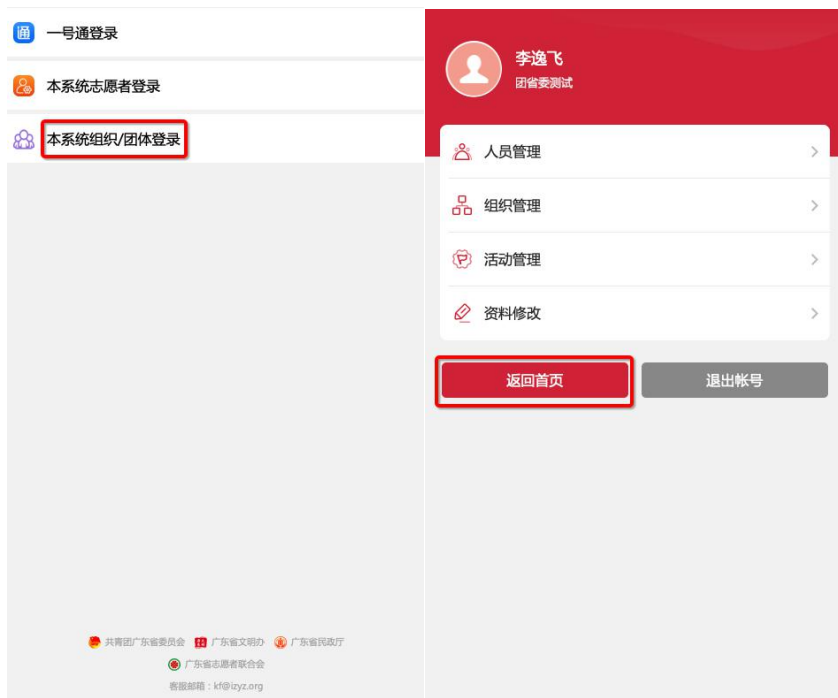 一号通登录
本系统志愿者登录
本系统组织/团体登录
共青团广东省委员会 广东省文明办 广东省民政厅
广东省志愿者联合会
客服邮箱：kf@izyz.org
李逸飞
团省委测试
人员管理
组织管理
活动管理
资料修改
返回首页 退出帐号